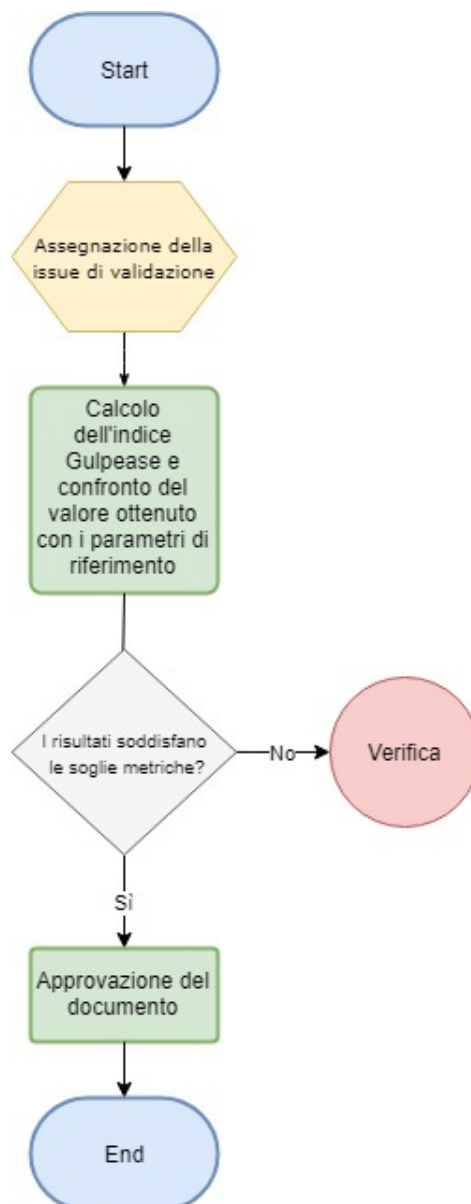 Start
Assegnazione della
issue di validazione
Calcolo
dell'indice
Gulpease e
confronto del
valore ottenuto
con i parametri di
riferimento
I risultati soddisfano
le soglie metriche?
No
Verifica
Sì
Approvazione del
documento
End